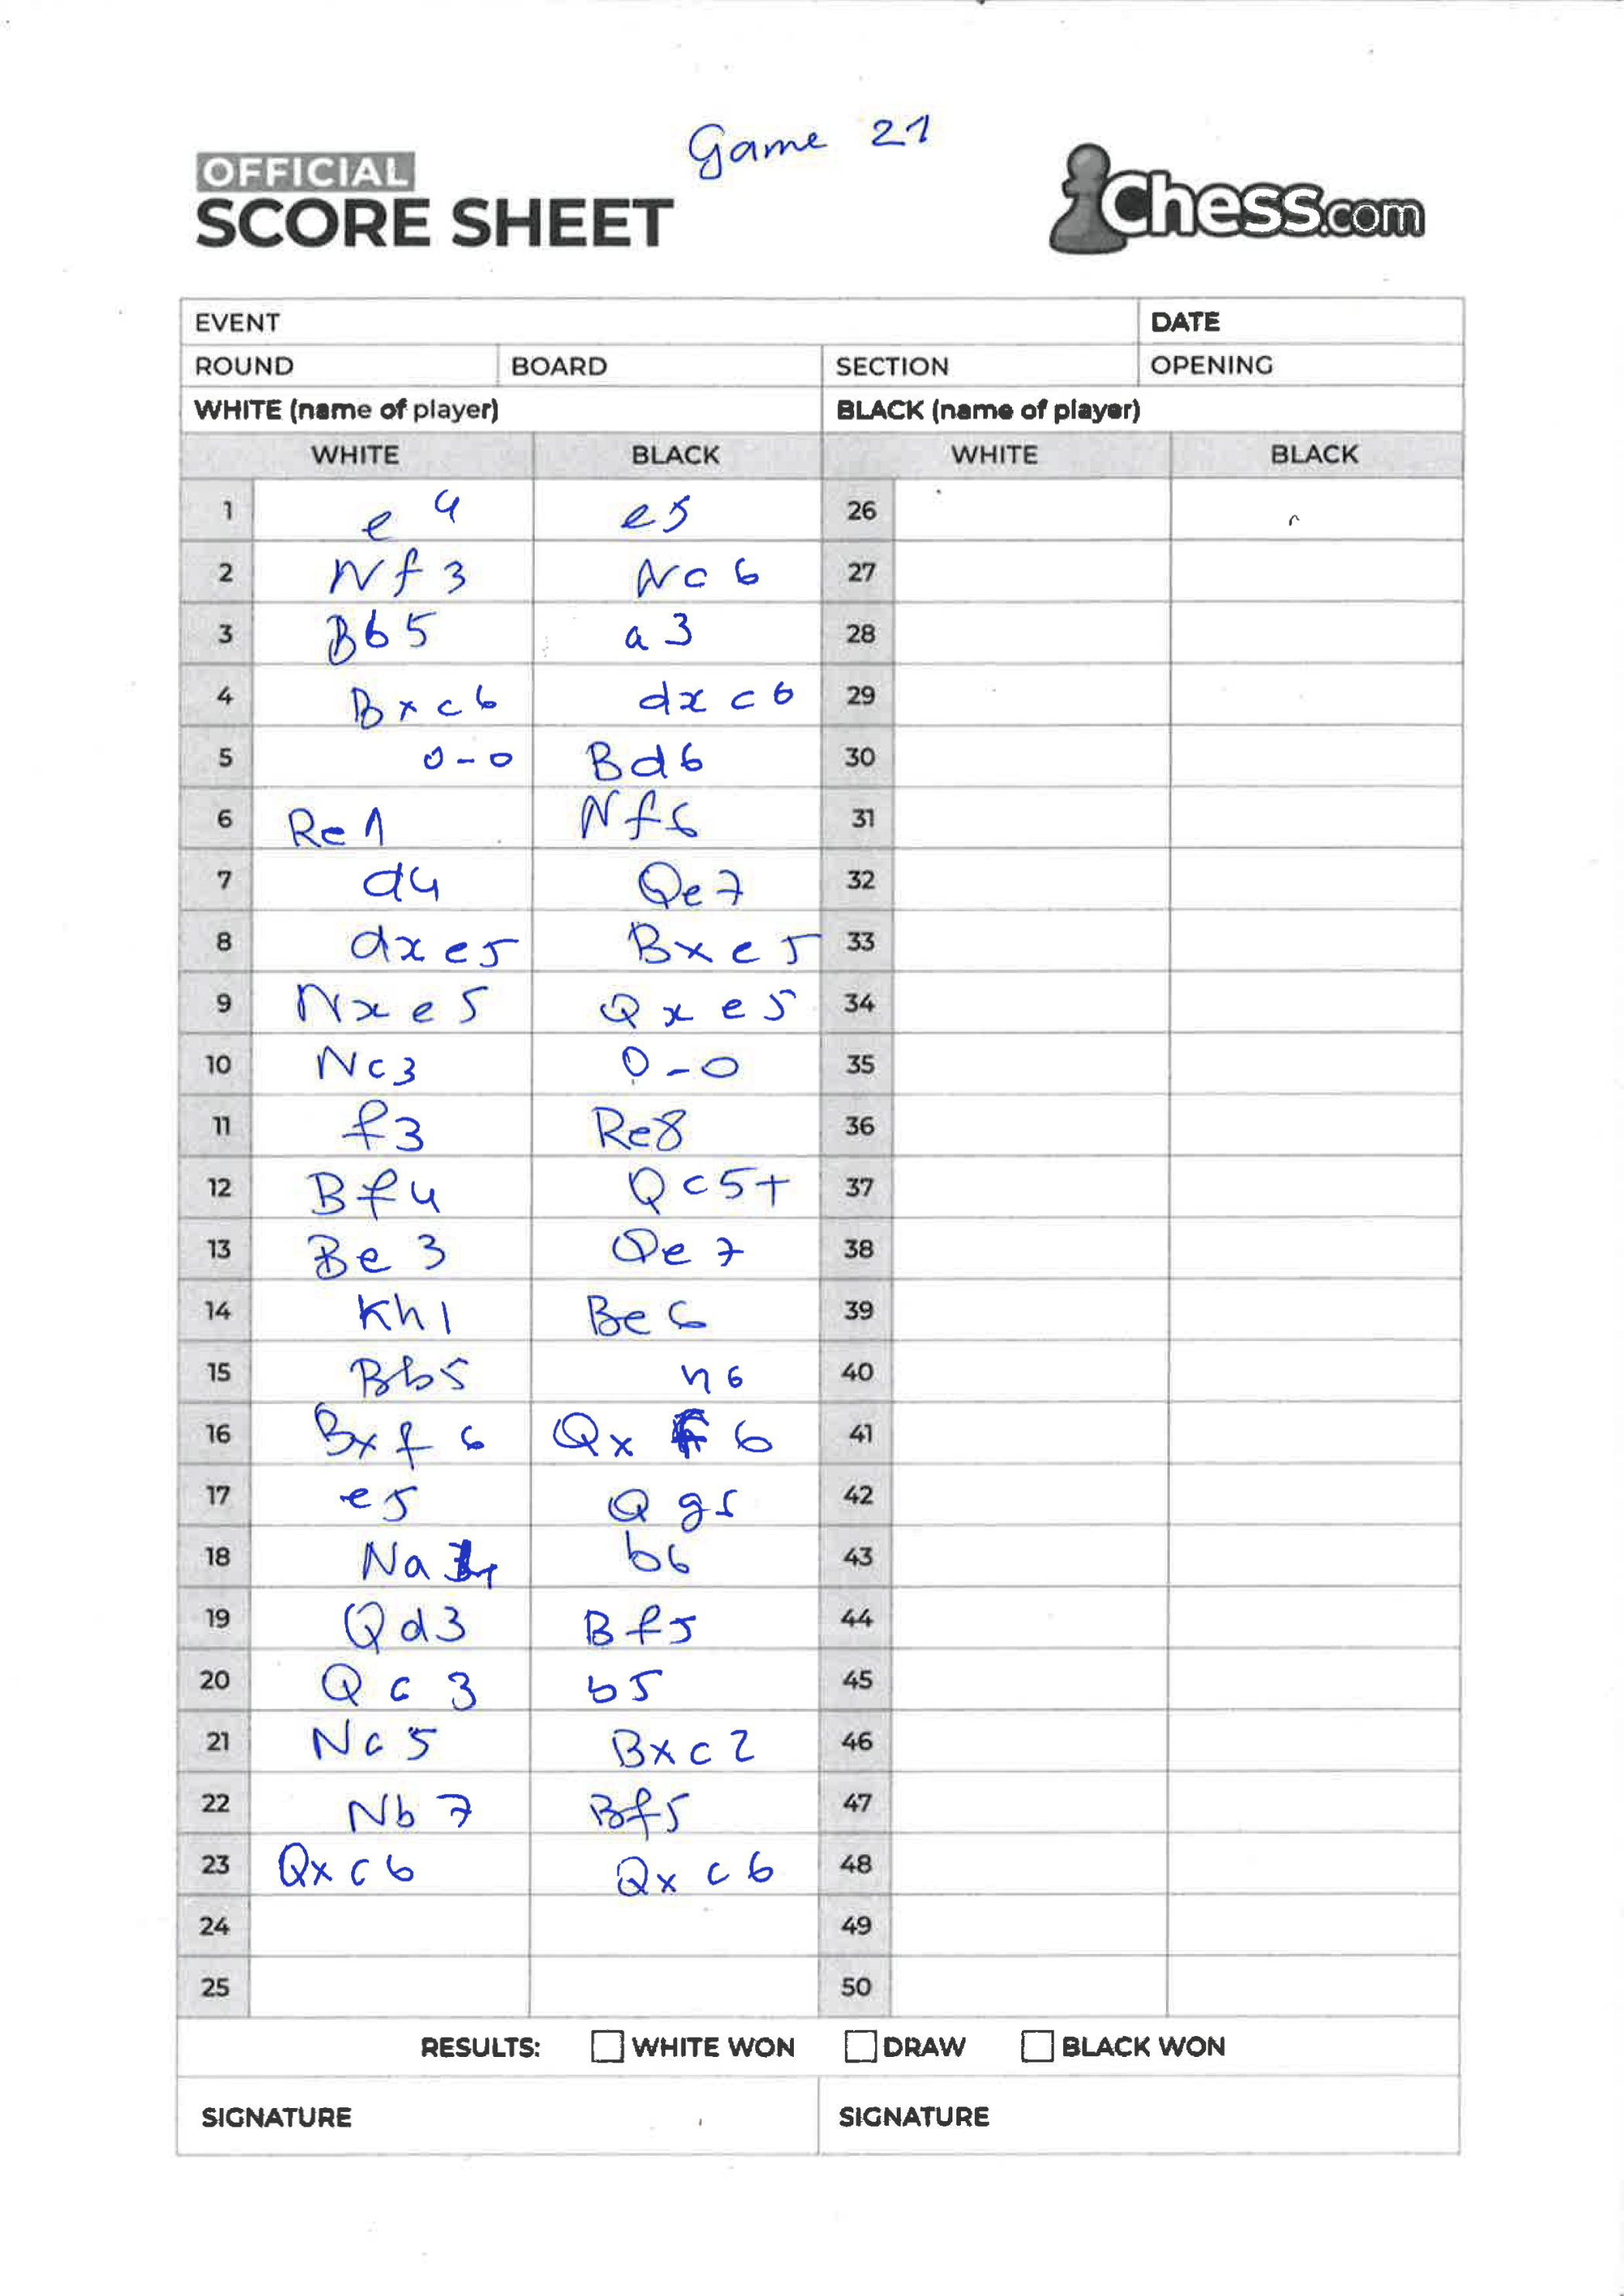 Game 21
OFFICIAL
SCORE SHEET
Chess.com
EVENT DATE
ROUND BOARD SECTION OPENING
WHITE (name of player) BLACK (name of player)
WHITE BLACK WHITE BLACK
1 e4 e5 26
2 Nf3 Nc6 27
3 Bb5 a3 28
4 Bxc6 dxc6 29
5 0-0 Bd6 30
6 Re1 Nf6 31
7 d4 Qe7 32
8 dxe5 Bxe5 33
9 Nxe5 Qxe5 34
10 Nc3 0-0 35
11 f3 Re8 36
12 Bf4 Qc5+ 37
13 Be3 Qe7 38
14 Kh1 Be6 39
15 Bb5 h6 40
16 Bxf6 Qxf6 41
17 e5 Qg5 42
18 Na4 b6 43
19 Qd3 Bf5 44
20 Qc3 b5 45
21 Nc5 Bxc2 46
22 Nb7 Bf5 47
23 Qxc6 Qxc6 48
24 49
25 50
RESULTS: WHITE WON DRAW BLACK WON
SIGNATURE SIGNATURE